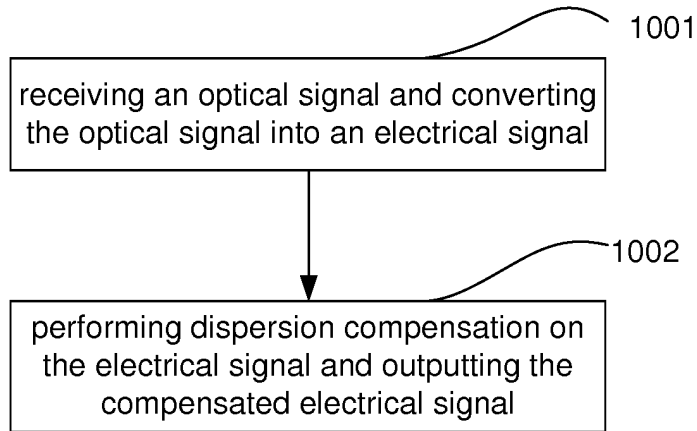 1001
receiving an optical signal and converting
the optical signal into an electrical signal
1002
performing dispersion compensation on
the electrical signal and outputting the
compensated electrical signal